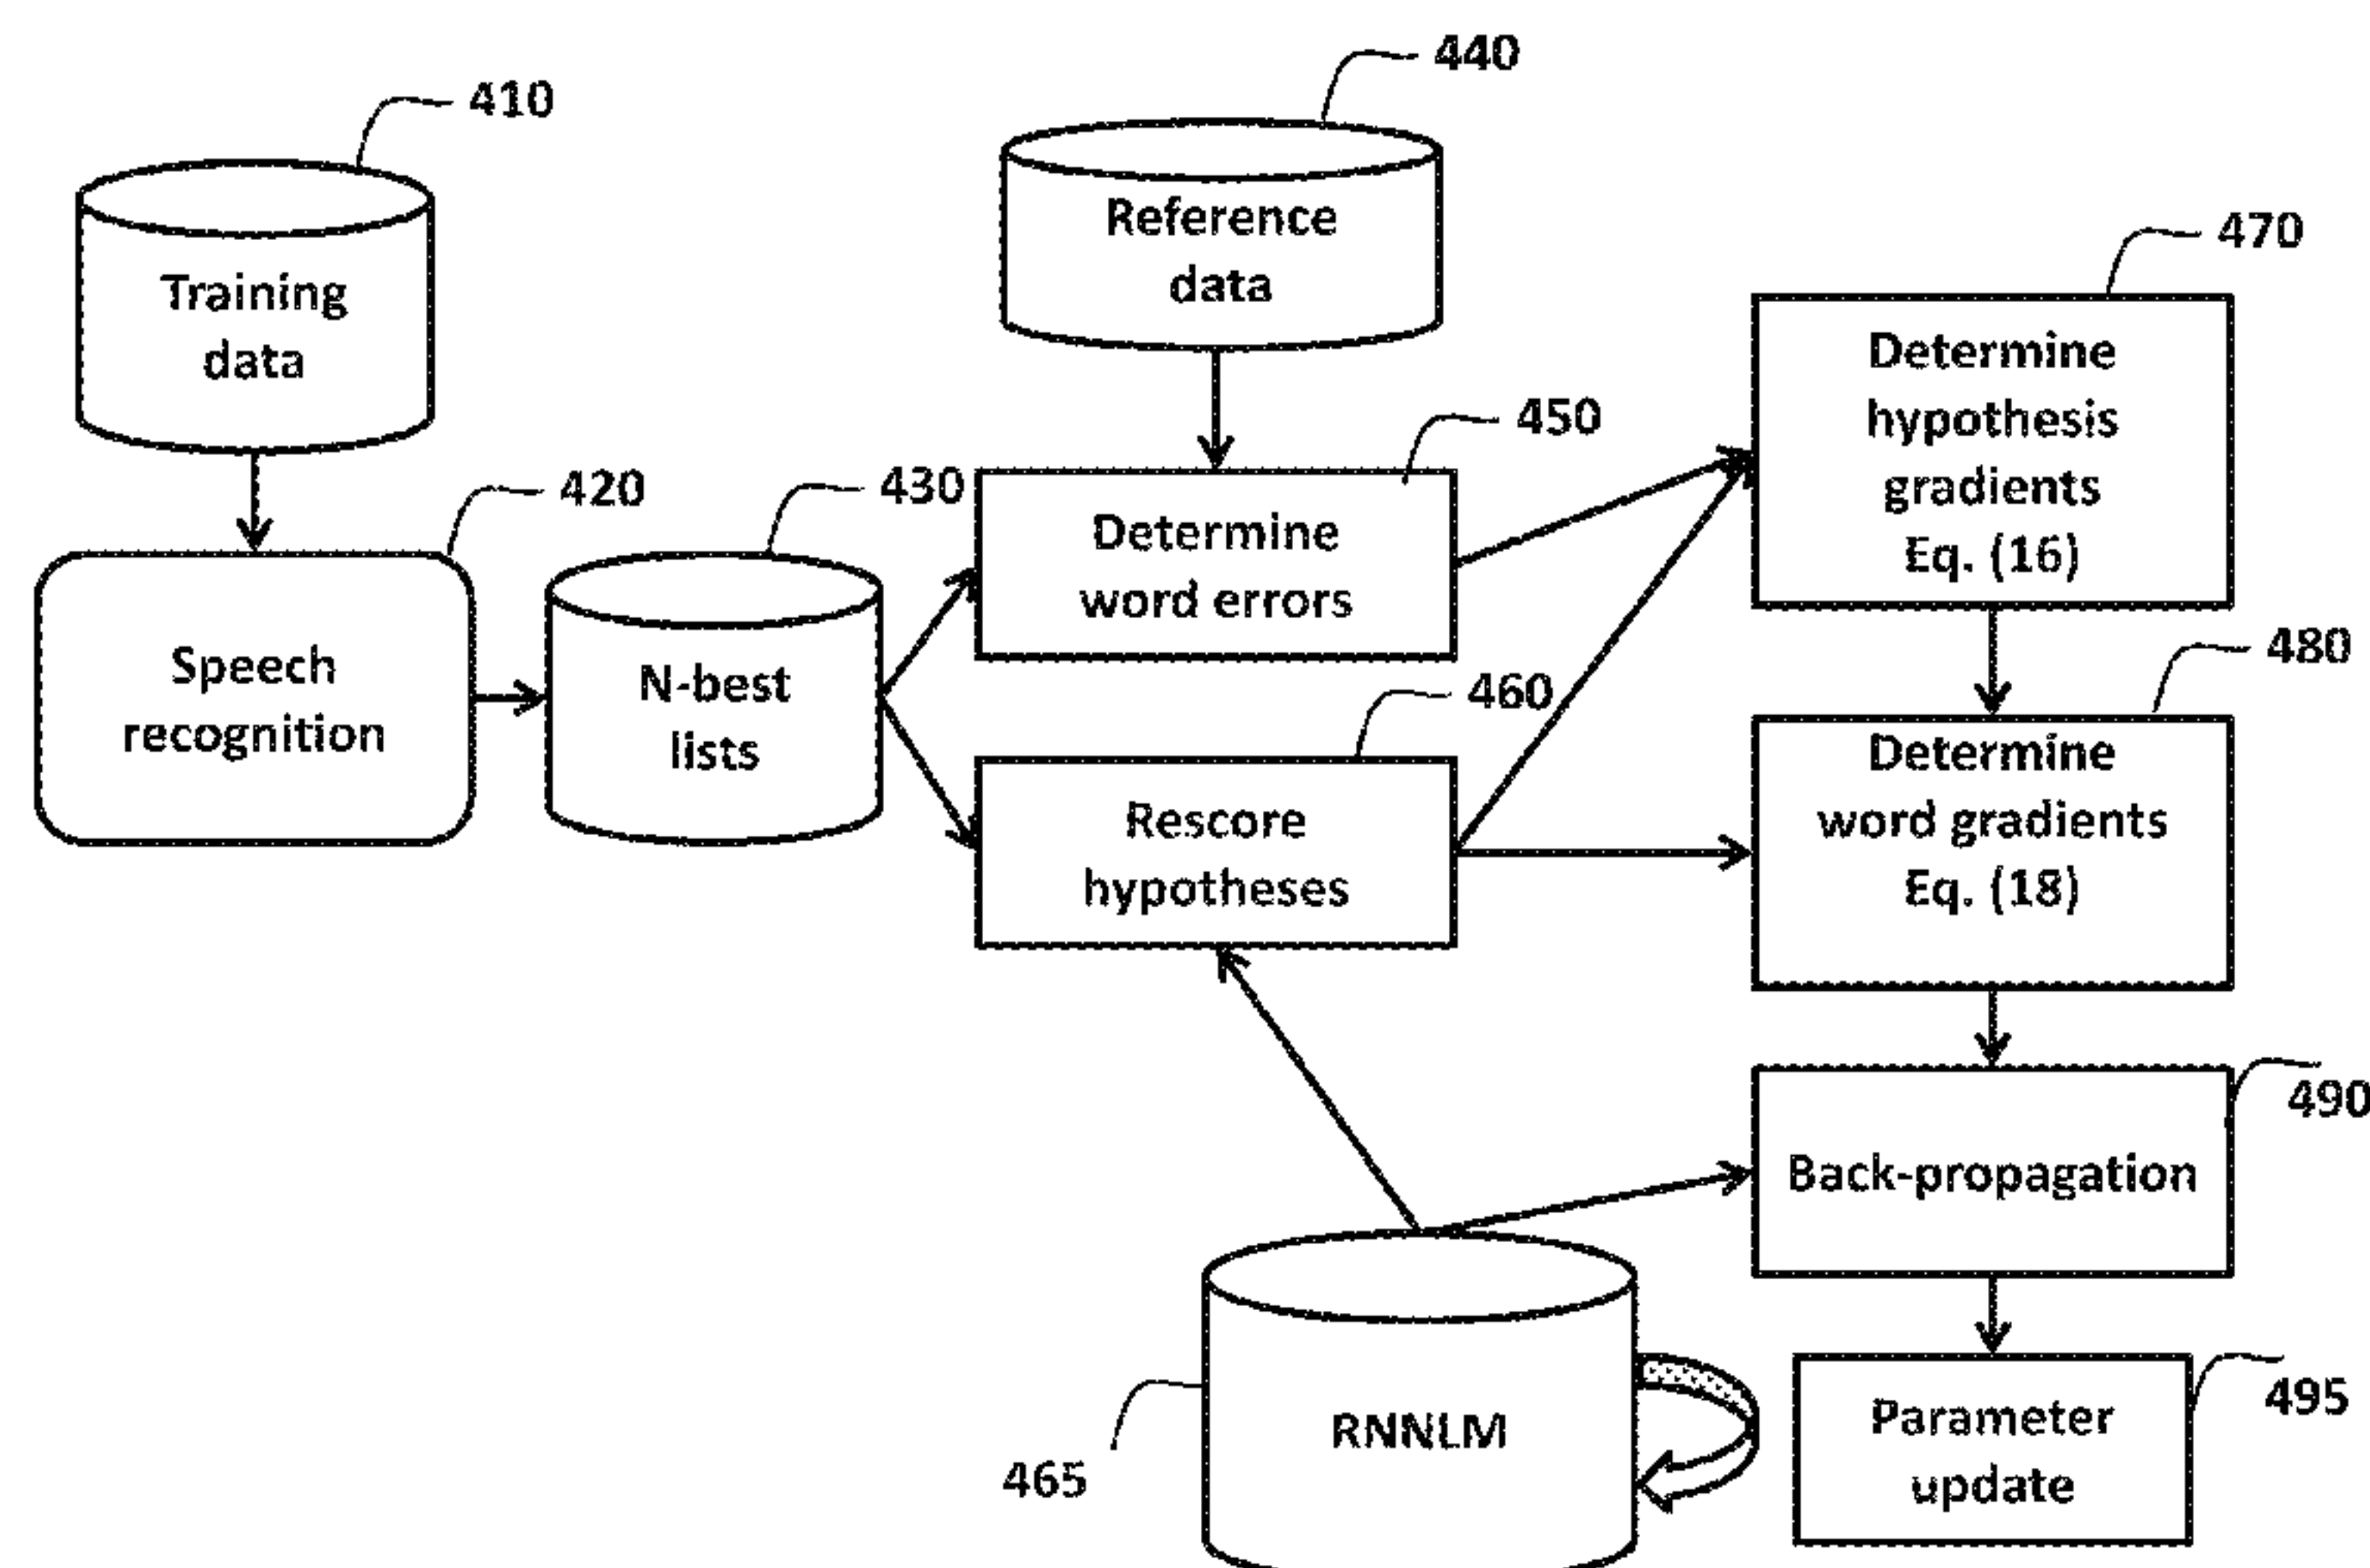 440
410
Reference
data
470
Training
data
Determine
hypothesis
gradients
Eq. (16)
450
420
430
Determine
word errors
Speech
recognition
N-best
lists
480
460
Determine
word gradients
Eq. (18)
Rescore
hypotheses
490
Back-propagation
RNNLM
465
495
Parameter
update